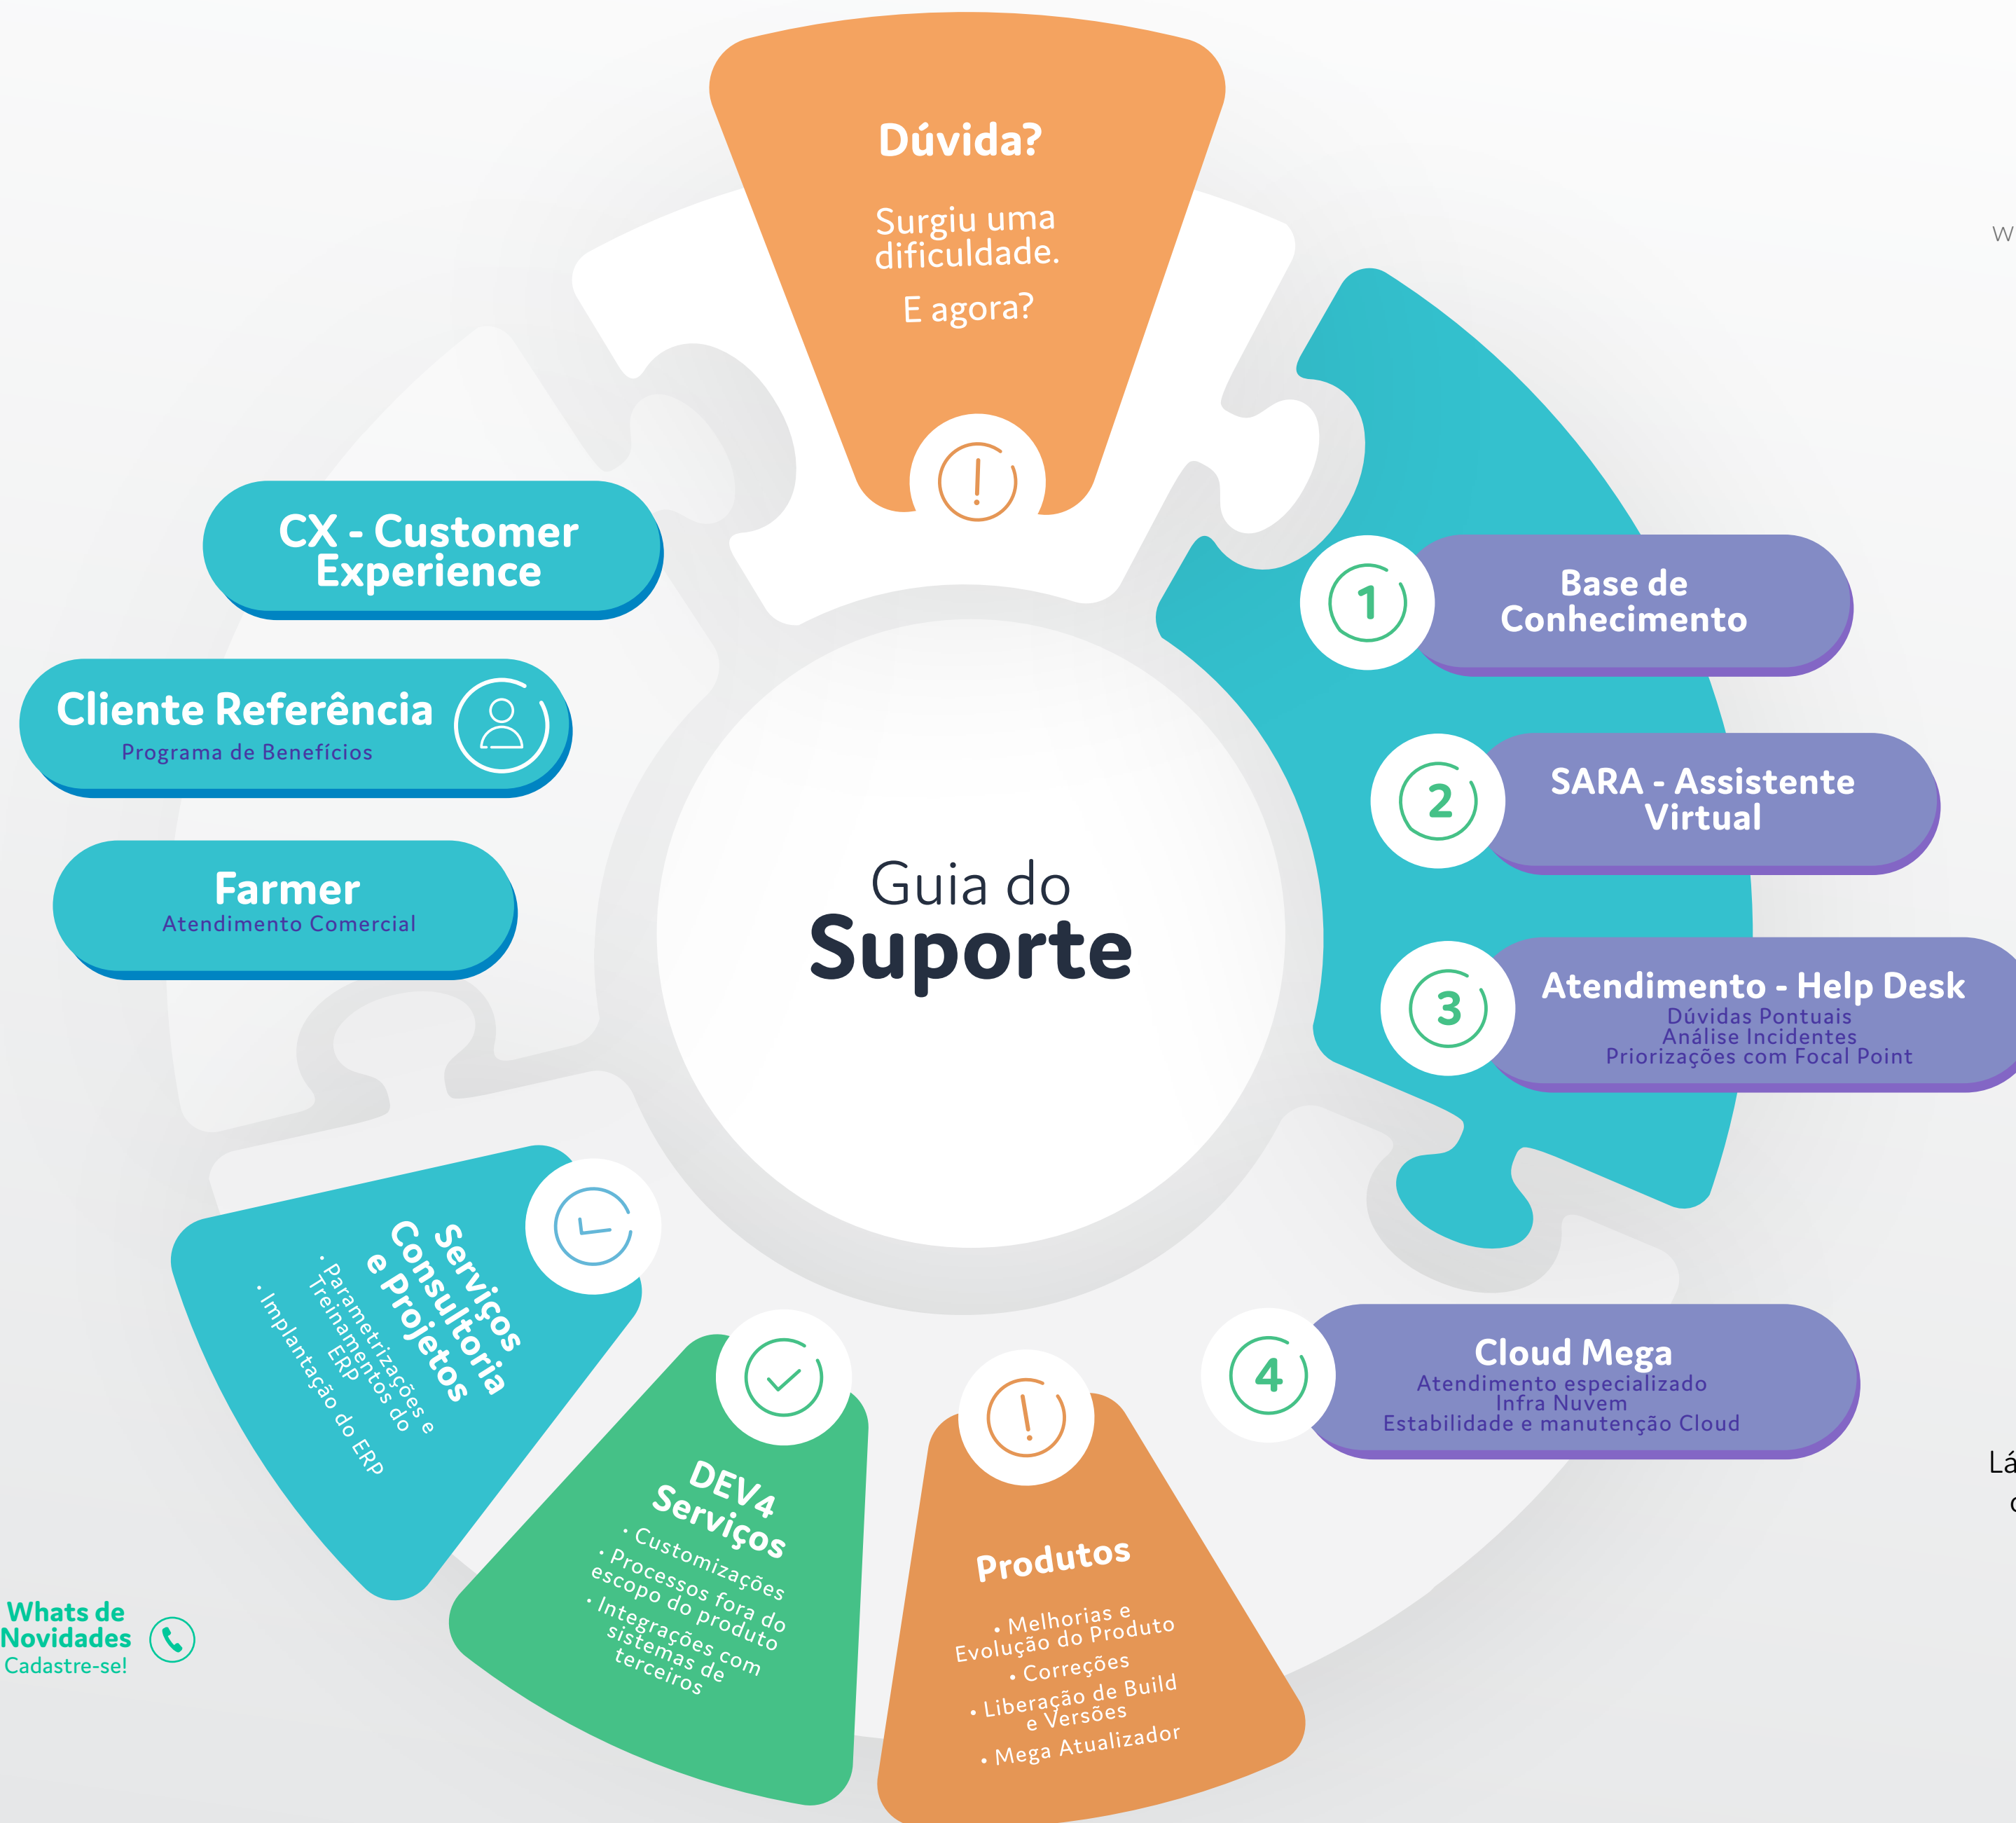 Dúvida?
Surgiu uma
dificuldade.
E agora?
W
CX - Customer
Experience
Cliente Referência
Programa de Benefícios
Farmer
Atendimento Comercial
Guia do
Suporte
1
Base de
Conhecimento
2
SARA - Assistente
Virtual
3
Atendimento - Help Desk
Dúvidas Pontuais
Análise Incidentes
Priorizações com Focal Point
4
Cloud Mega
Atendimento especializado
Infra Nuvem
Estabilidade e manutenção Cloud
Lá
Produtos
• Melhorias e
Evolução do Produto
• Correções
• Liberação de Build
e Versões
• Mega Atualizador
DEV4
Serviços
• Customizações
• Processos fora do
escopo do produto
• Integrações com
sistemas de
terceiros
Serviços
Consultoria
e Projetos
• Parametrizações e
Treinamentos do
ERP
• Implantação do ERP
Whats de
Novidades
Cadastre-se!